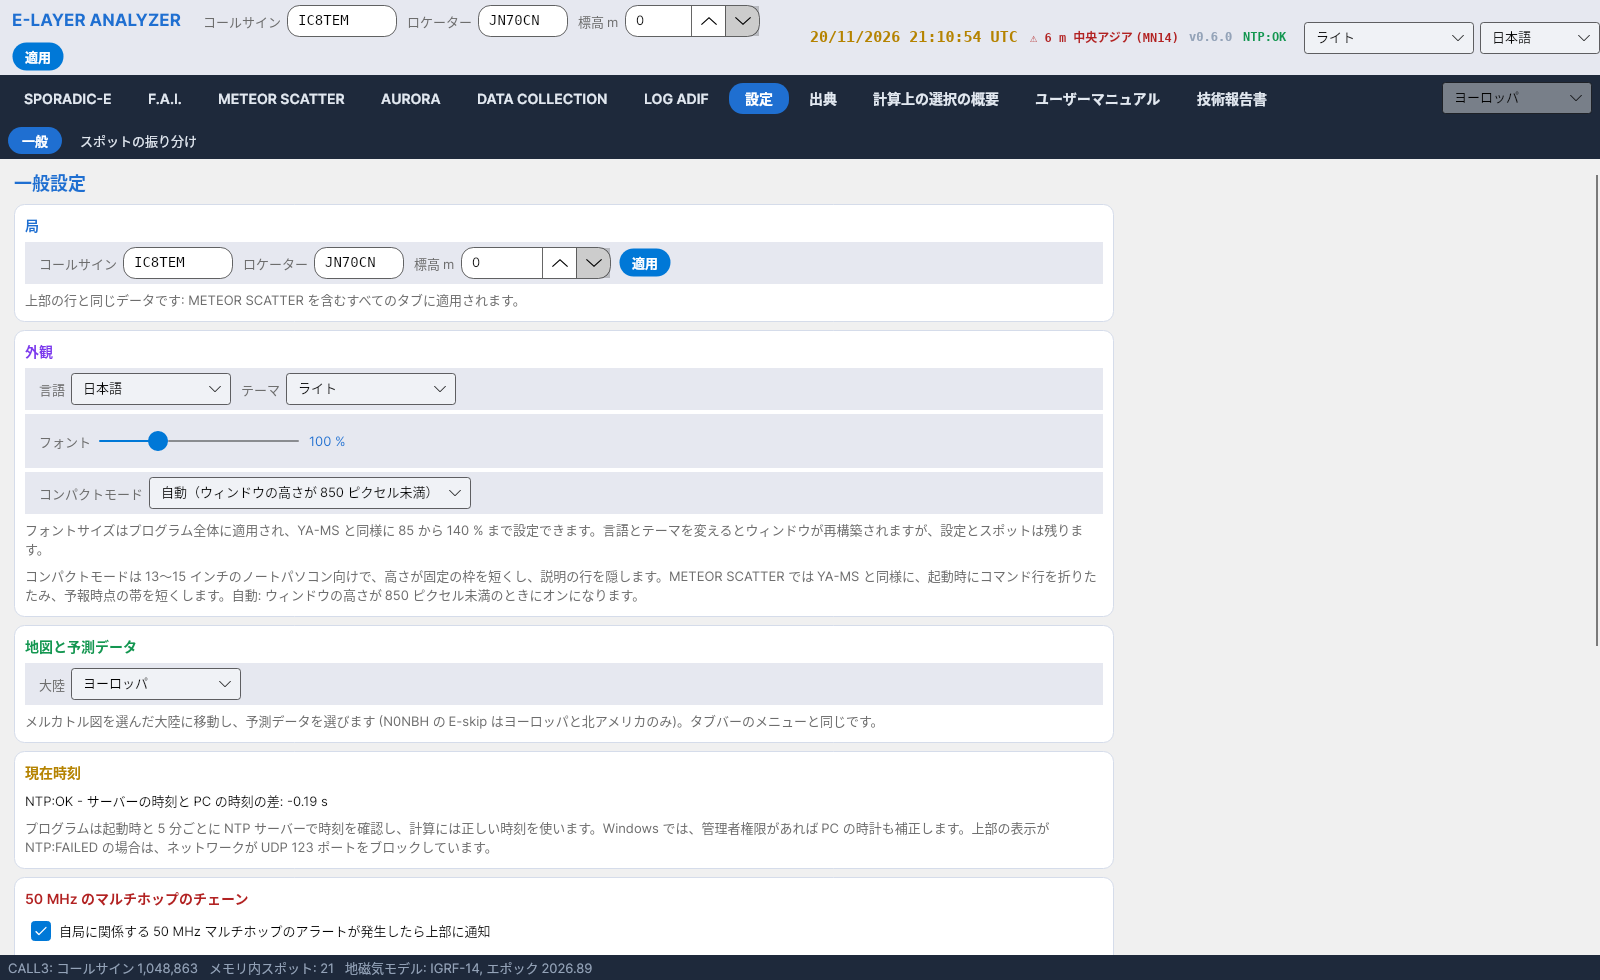 E-LAYER ANALYZER コールサイン IC8TEM ロケーター JN70CN 標高 m 0
20/11/2026 21:10:54 UTC ⚠ 6 m 中央アジア (MN14) v0.6.0 NTP:OK ライト 日本語
適用
SPORADIC-E F.A.I. METEOR SCATTER AURORA DATA COLLECTION LOG ADIF 設定 出典 計算上の選択の概要 ユーザーマニュアル 技術報告書 ヨーロッパ
一般 スポットの振り分け
一般設定
局
コールサイン IC8TEM ロケーター JN70CN 標高 m 0 適用
上部の行と同じデータです: METEOR SCATTER を含むすべてのタブに適用されます。
外観
言語 日本語 テーマ ライト
フォント 100 %
コンパクトモード 自動（ウィンドウの高さが 850 ピクセル未満）
フォントサイズはプログラム全体に適用され、YA-MS と同様に 85 から 140 % まで設定できます。言語とテーマを変えるとウィンドウが再構築されますが、設定とスポットは残りま
す。
コンパクトモードは 13～15 インチのノートパソコン向けで、高さが固定の枠を短くし、説明の行を隠します。METEOR SCATTER では YA-MS と同様に、起動時にコマンド行を折りた
たみ、予報時点の帯を短くします。自動: ウィンドウの高さが 850 ピクセル未満のときにオンになります。
地図と予測データ
大陸 ヨーロッパ
メルカトル図を選んだ大陸に移動し、予測データを選びます (N0NBH の E-skip はヨーロッパと北アメリカのみ)。タブバーのメニューと同じです。
現在時刻
NTP:OK - サーバーの時刻と PC の時刻の差: -0.19 s
プログラムは起動時と 5 分ごとに NTP サーバーで時刻を確認し、計算には正しい時刻を使います。Windows では、管理者権限があれば PC の時計も補正します。上部の表示が
NTP:FAILED の場合は、ネットワークが UDP 123 ポートをブロックしています。
50 MHz のマルチホップのチェーン
自局に関係する 50 MHz マルチホップのアラートが発生したら上部に通知
CALL3: コールサイン 1,048,863 メモリ内スポット: 21 地磁気モデル: IGRF-14, エポック 2026.89